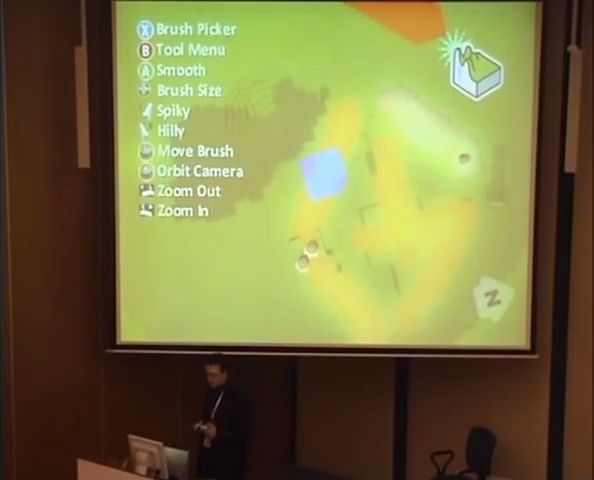 X Brush Picker
B Tool Menu
A Smooth
Brush Size
Spiky
Hilly
Move Brush
Orbit Camera
Zoom Out
Zoom In
N